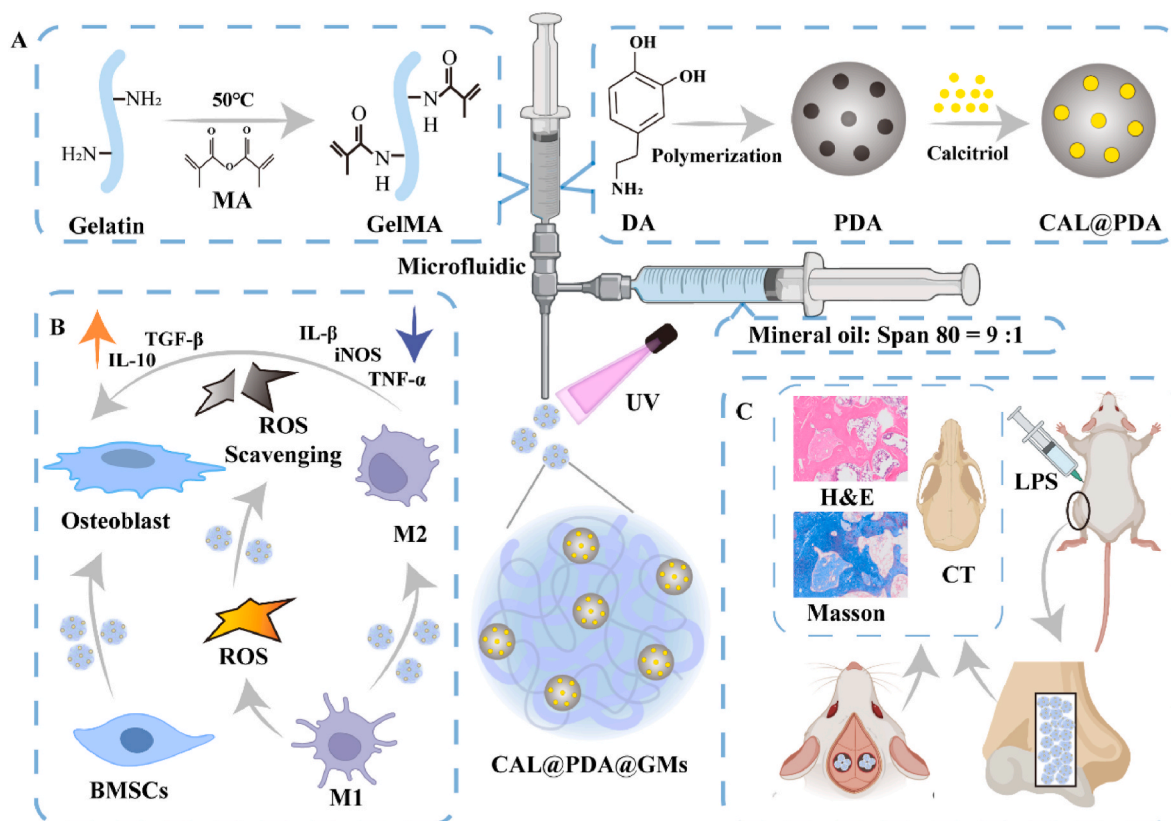 A
50°C
NH₂
H₂N
O
O
O
MA
Gelatin
O
N
H
O
N
H
GelMA
OH
OH
NH₂
DA
Polymerization
PDA
Calcitriol
CAL@PDA
Microfluidic
Mineral oil: Span 80 = 9 :1
UV
CAL@PDA@GMs
B
TGF-β
IL-10
IL-β
iNOS
TNF-α
ROS
Scavenging
Osteoblast
M2
ROS
BMSCs
M1
C
H&E
Masson
CT
LPS